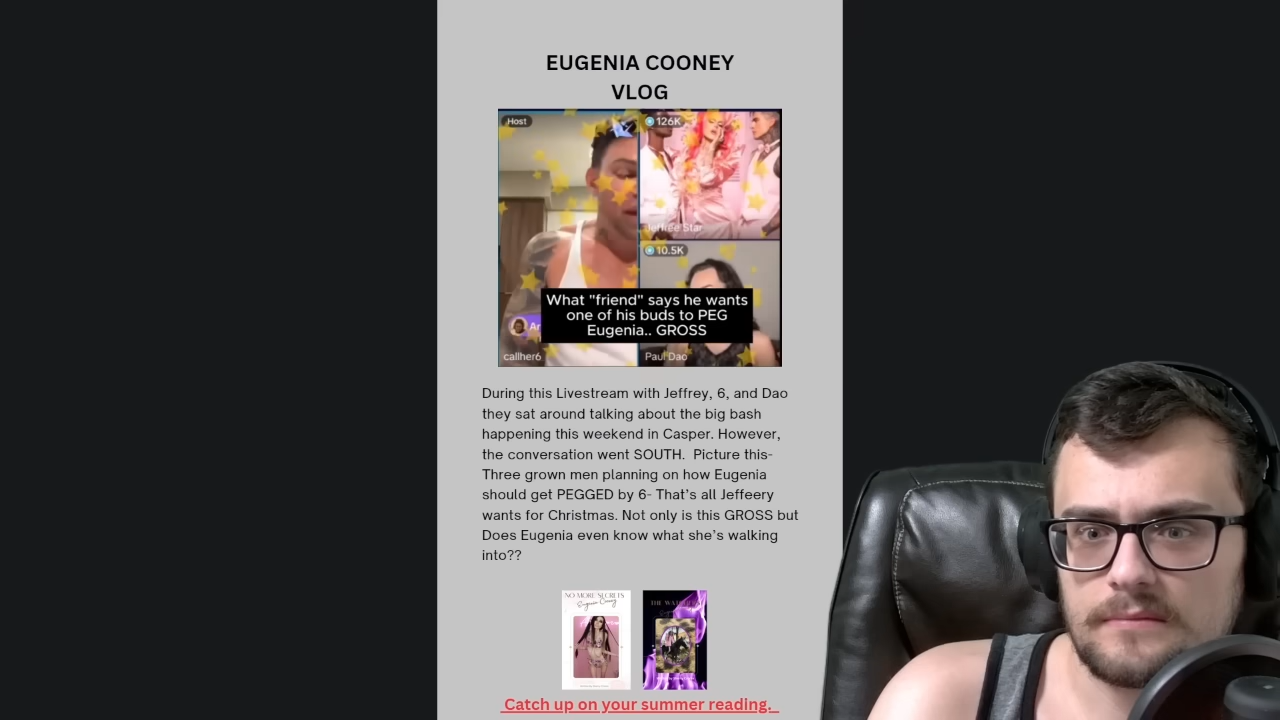 EUGENIA COONEY
VLOG
Host
126K
Jeffree Star
10.5K
What "friend" says he wants
one of his buds to PEG
Eugenia.. GROSS
Ar
callher6
Paul Dao
During this Livestream with Jeffrey, 6, and Dao
they sat around talking about the big bash
happening this weekend in Casper. However,
the conversation went SOUTH.  Picture this-
Three grown men planning on how Eugenia
should get PEGGED by 6- That's all Jeffeery
wants for Christmas. Not only is this GROSS but
Does Eugenia even know what she's walking
into??
NO MORE SECRETS
Eugenia Cooney
Catch up on your summer reading.